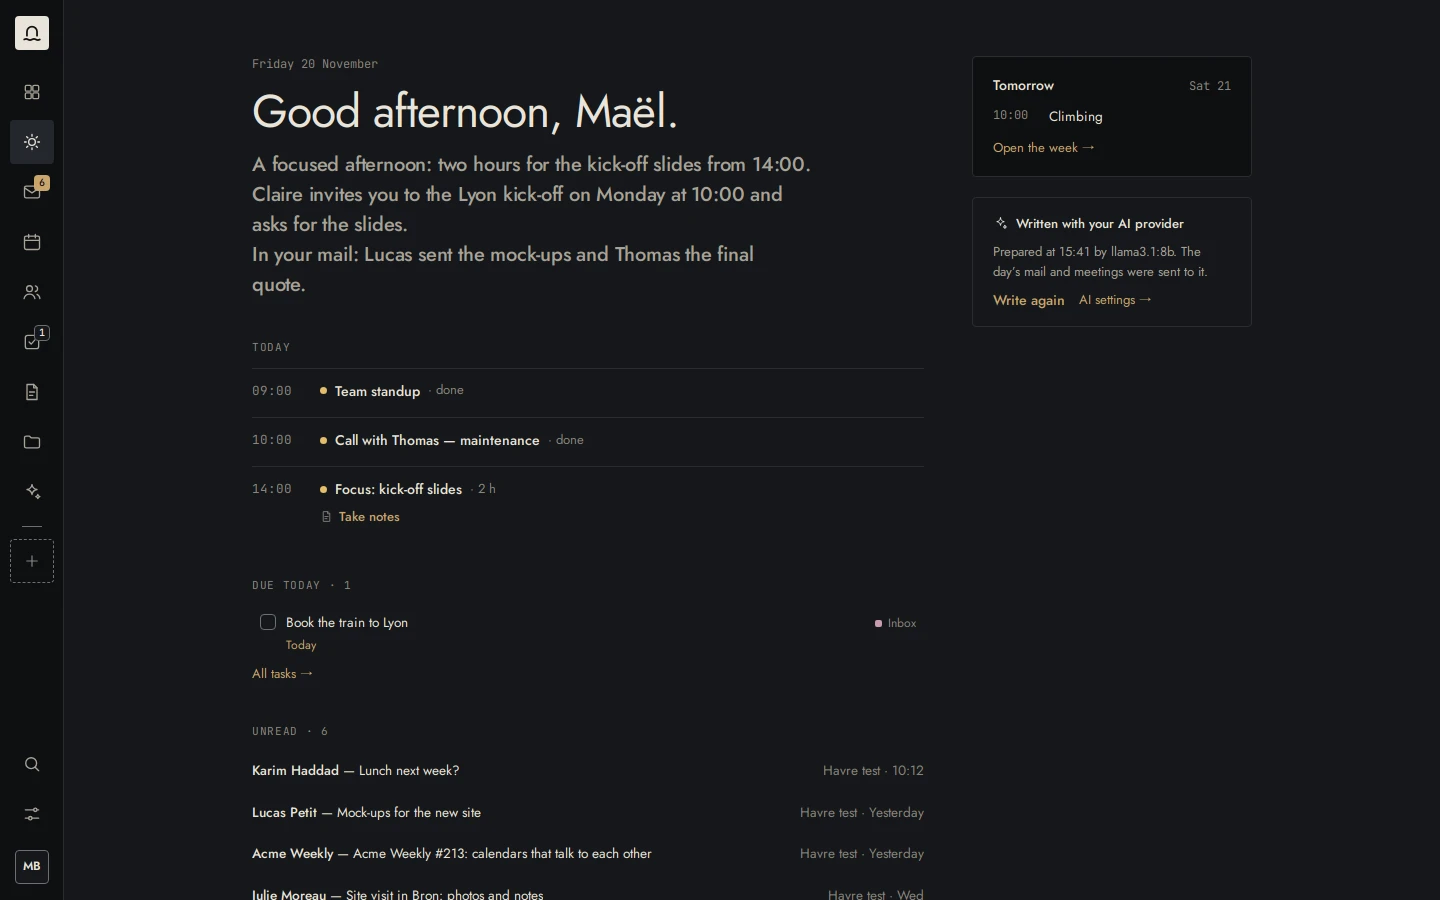 6
1
MB
Friday 20 November
Good afternoon, Maël.
A focused afternoon: two hours for the kick-off slides from 14:00.
Claire invites you to the Lyon kick-off on Monday at 10:00 and
asks for the slides.
In your mail: Lucas sent the mock-ups and Thomas the final
quote.
TODAY
09:00 Team standup · done
10:00 Call with Thomas — maintenance · done
14:00 Focus: kick-off slides · 2 h
Take notes
DUE TODAY · 1
Book the train to Lyon Inbox
Today
All tasks →
UNREAD · 6
Karim Haddad — Lunch next week? Havre test · 10:12
Lucas Petit — Mock-ups for the new site Havre test · Yesterday
Acme Weekly — Acme Weekly #213: calendars that talk to each other Havre test · Yesterday
Julie Moreau — Site visit in Bron: photos and notes Havre test · Wed
Tomorrow Sat 21
10:00 Climbing
Open the week →
Written with your AI provider
Prepared at 15:41 by llama3.1:8b. The
day’s mail and meetings were sent to it.
Write again AI settings →